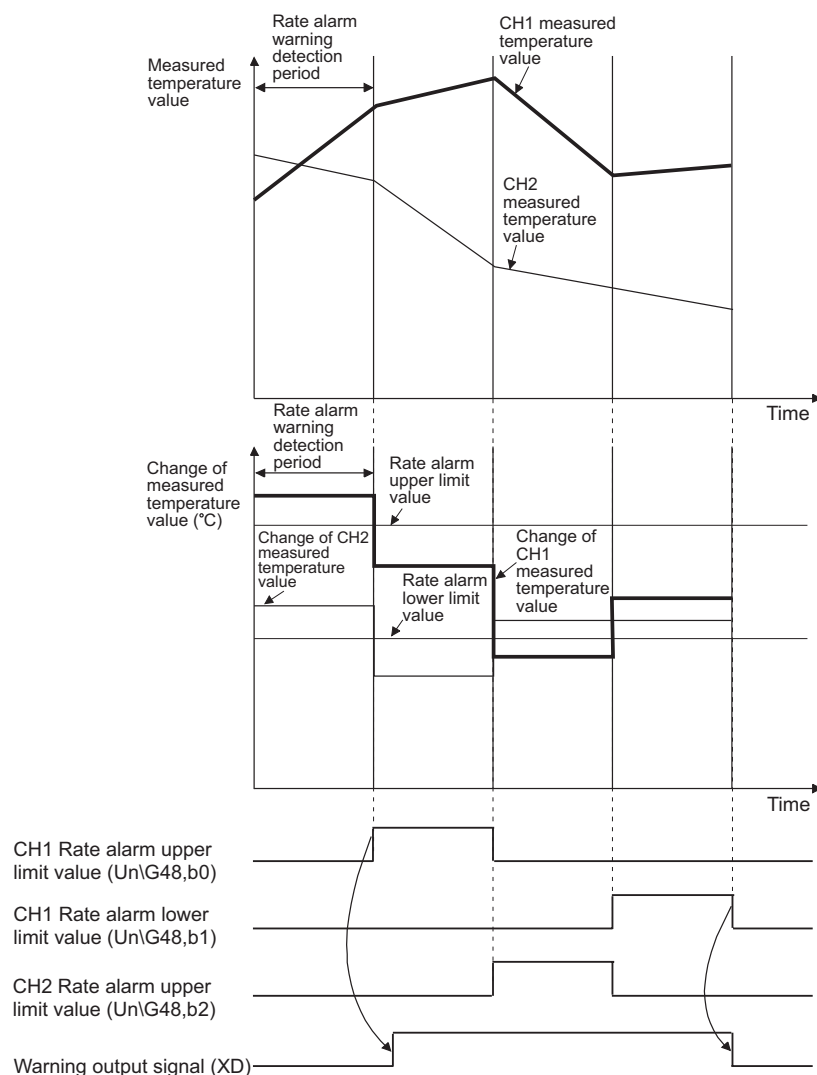 Rate alarm
warning
detection
period
CH1 measured
temperature
value
Measured
temperature
value
CH2
measured
temperature
value
Time
Rate alarm
warning
detection
period
Change of
measured
temperature
value (°C)
Rate alarm
upper limit
value
Change of CH2
measured
temperature
value
Change of
CH1
measured
temperature
value
Rate alarm
lower limit
value
Time
CH1 Rate alarm upper
limit value (Un\G48,b0)
CH1 Rate alarm lower
limit value (Un\G48,b1)
CH2 Rate alarm upper
limit value (Un\G48,b2)
Warning output signal (XD)